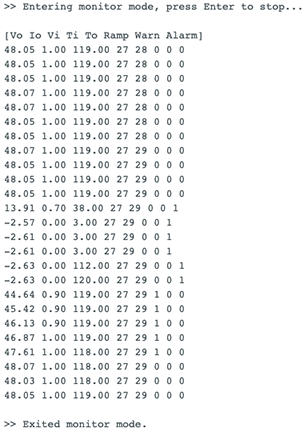 >> Entering monitor mode, press Enter to stop...
[Vo Io Vi Ti To Ramp Warn Alarm]
48.05 1.00 119.00 27 28 0 0 0
48.05 1.00 119.00 27 28 0 0 0
48.05 1.00 119.00 27 28 0 0 0
48.07 1.00 119.00 27 28 0 0 0
48.07 1.00 119.00 27 28 0 0 0
48.05 1.00 119.00 27 28 0 0 0
48.05 1.00 119.00 27 28 0 0 0
48.07 1.00 119.00 27 29 0 0 0
48.05 1.00 119.00 27 29 0 0 0
48.05 1.00 119.00 27 29 0 0 0
48.05 1.00 119.00 27 29 0 0 0
13.91 0.70 38.00 27 29 0 0 1
-2.57 0.00 3.00 27 29 0 0 1
-2.61 0.00 3.00 27 29 0 0 1
-2.61 0.00 3.00 27 29 0 0 1
-2.63 0.00 112.00 27 29 0 0 1
-2.63 0.00 120.00 27 29 0 0 1
44.64 0.90 119.00 27 29 1 0 0
45.42 0.90 119.00 27 29 1 0 0
46.13 0.90 119.00 27 29 1 0 0
46.87 1.00 119.00 27 29 1 0 0
47.61 1.00 118.00 27 29 1 0 0
48.07 1.00 118.00 27 29 0 0 0
48.03 1.00 118.00 27 29 0 0 0
48.05 1.00 119.00 27 29 0 0 0
>> Exited monitor mode.